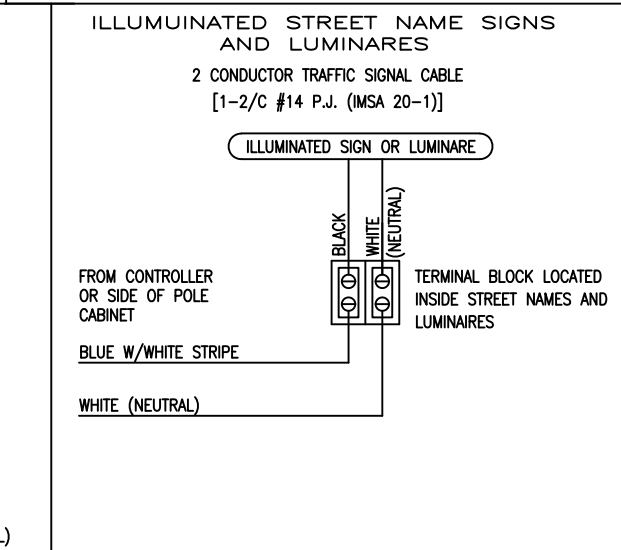 ILLUMUINATED STREET NAME SIGNS
AND LUMINARES
2 CONDUCTOR TRAFFIC SIGNAL CABLE
[1-2/C #14 P.J. (IMSA 20-1)]
ILLUMINATED SIGN OR LUMINARE
BLACK
WHITE
(NEUTRAL)
FROM CONTROLLER
OR SIDE OF POLE
CABINET
TERMINAL BLOCK LOCATED
INSIDE STREET NAMES AND
LUMINAIRES
BLUE W/WHITE STRIPE
WHITE (NEUTRAL)